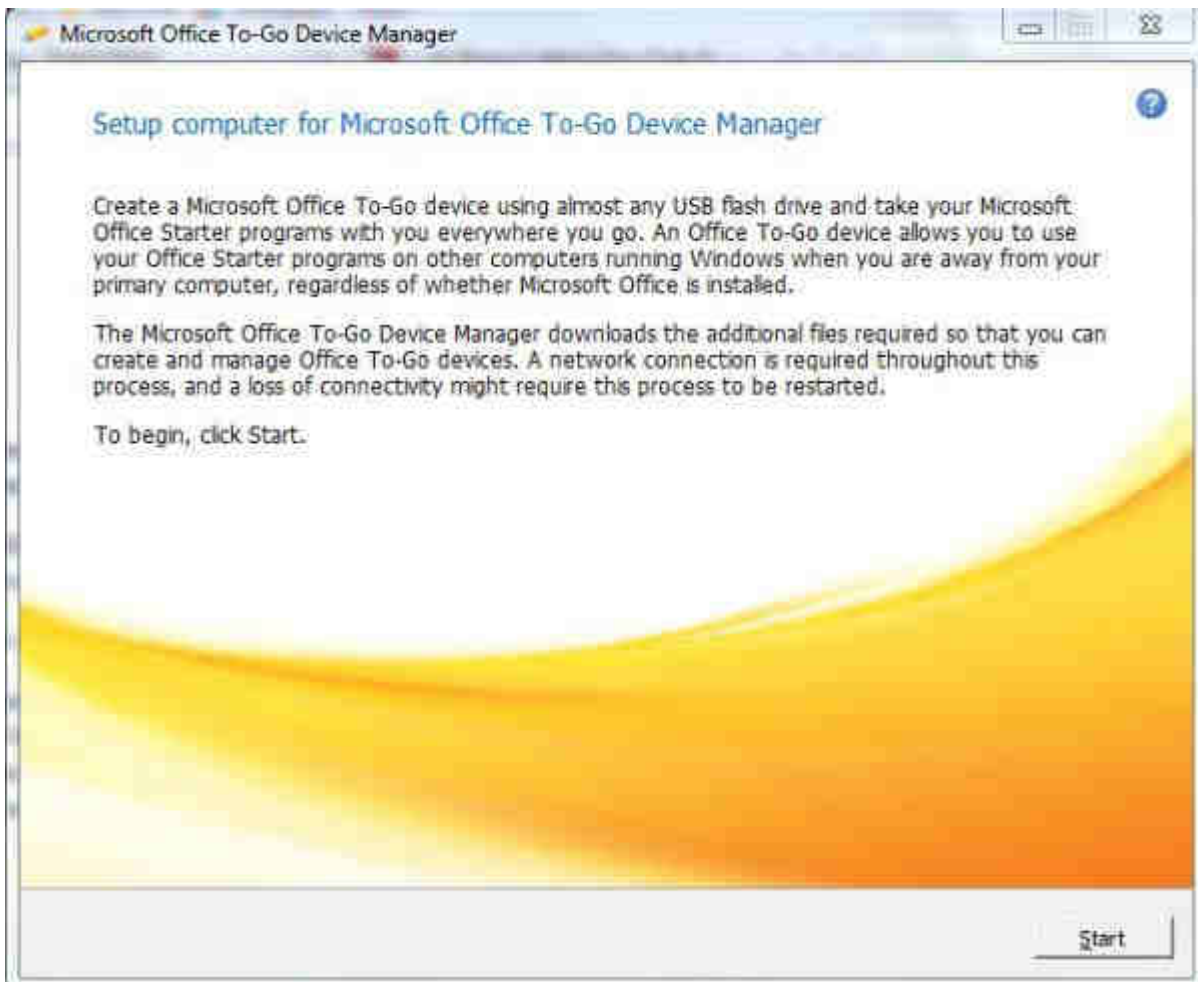 Microsoft Office To-Go Device Manager
Setup computer for Microsoft Office To-Go Device Manager
Create a Microsoft Office To-Go device using almost any USB flash drive and take your Microsoft
Office Starter programs with you everywhere you go. An Office To-Go device allows you to use
your Office Starter programs on other computers running Windows when you are away from your
primary computer, regardless of whether Microsoft Office is installed.
The Microsoft Office To-Go Device Manager downloads the additional files required so that you can
create and manage Office To-Go devices. A network connection is required throughout this
process, and a loss of connectivity might require this process to be restarted.
To begin, click Start.
Start